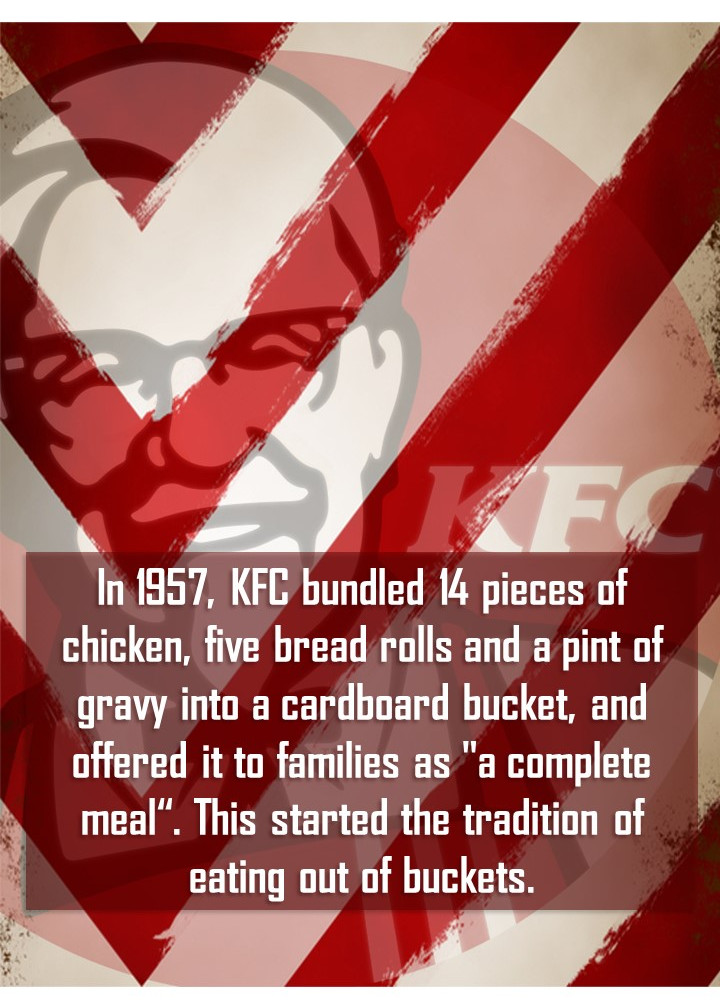 KFC
In 1957, KFC bundled 14 pieces of
chicken, five bread rolls and a pint of
gravy into a cardboard bucket, and
offered it to families as "a complete
meal“. This started the tradition of
eating out of buckets.